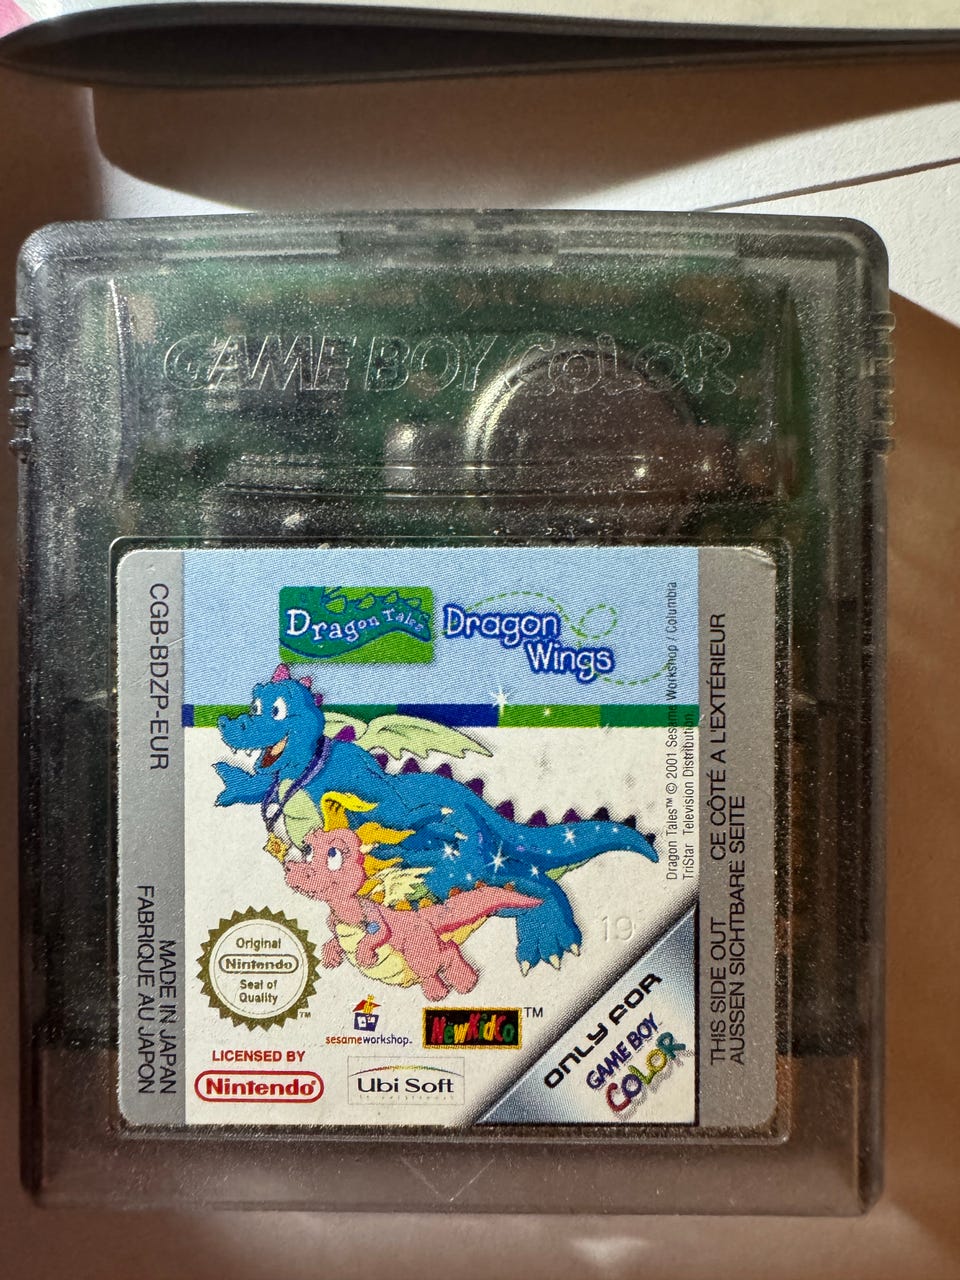 GAME BOY COLOR
CGB-BDZP-EUR
MADE IN JAPAN
FABRIQUE AU JAPON
Dragon Tales
Dragon
Wings
Dragon Tales™ © 2001 Sesame Workshop / Columbia
TriStar Television Distribution
THIS SIDE OUT CE CÔTÉ A L'EXTÉRIEUR
AUSSEN SICHTBARE SEITE
19
Original
Nintendo
Seal of
Quality
TM
sesameworkshop
NewKidCo TM
LICENSED BY
Nintendo®
Ubi Soft
ONLY FOR
GAME BOY
COLOR